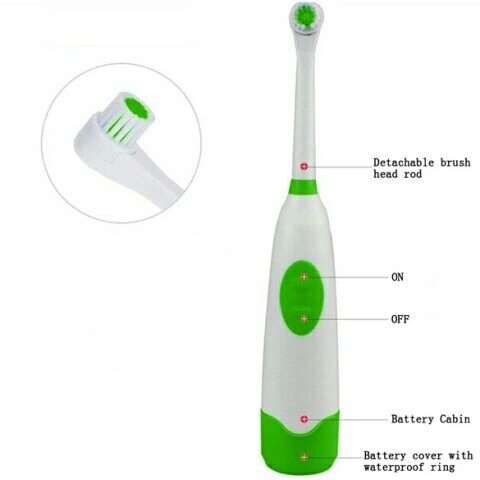 Detachable brush
head rod
ON
OFF
Battery Cabin
Battery cover with
waterproof ring